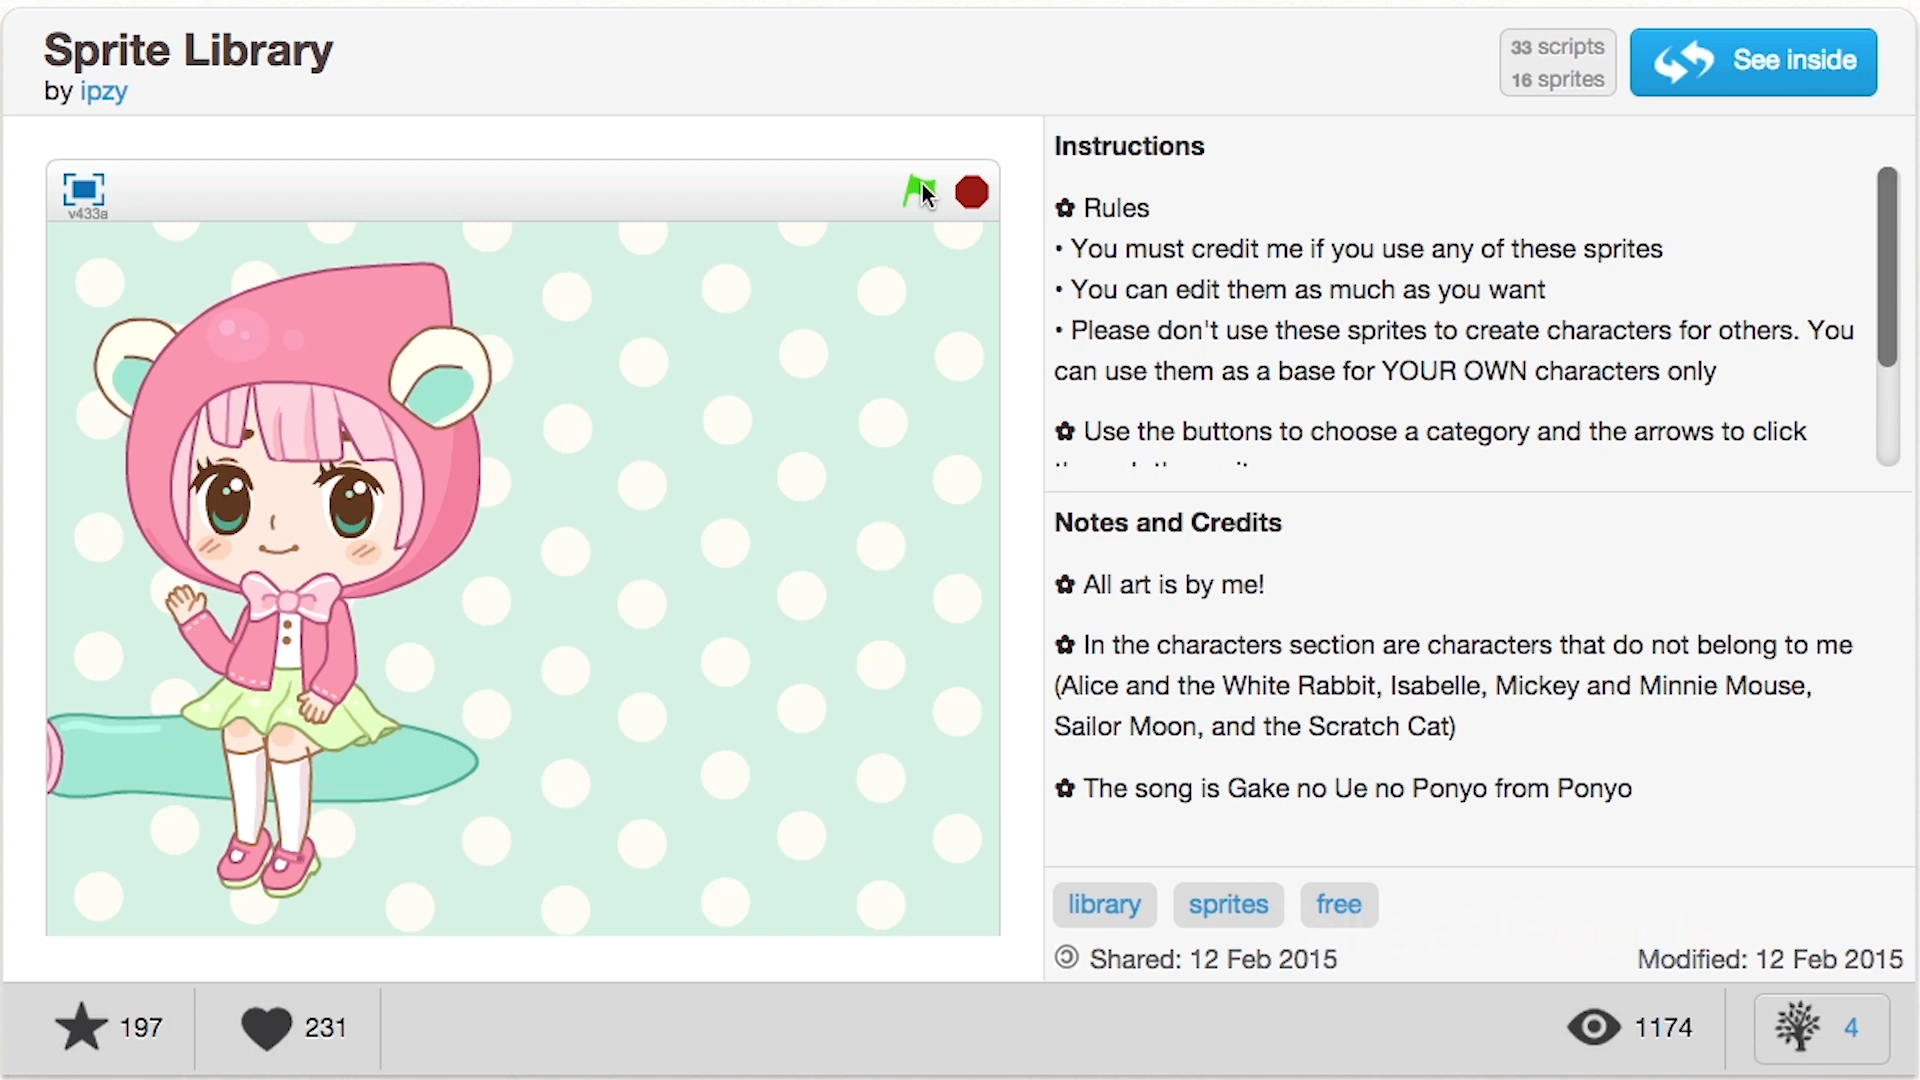 Sprite Library
by ipzy
33 scripts
16 sprites
See inside
v433a
Instructions
✿ Rules
• You must credit me if you use any of these sprites
• You can edit them as much as you want
• Please don't use these sprites to create characters for others. You
can use them as a base for YOUR OWN characters only
✿ Use the buttons to choose a category and the arrows to click
Notes and Credits
✿ All art is by me!
✿ In the characters section are characters that do not belong to me
(Alice and the White Rabbit, Isabelle, Mickey and Minnie Mouse,
Sailor Moon, and the Scratch Cat)
✿ The song is Gake no Ue no Ponyo from Ponyo
library sprites free
Shared: 12 Feb 2015 Modified: 12 Feb 2015
197 231 1174 4